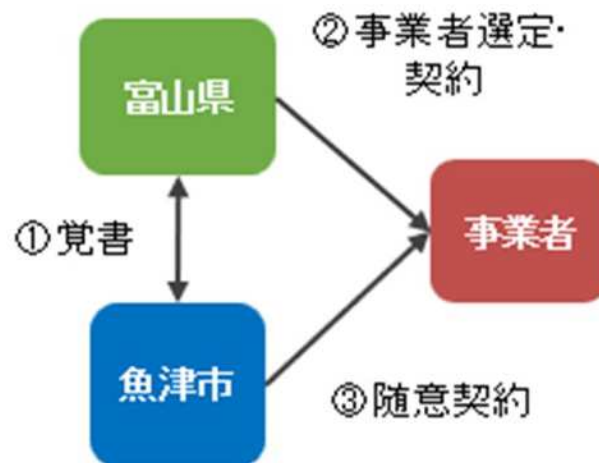 ②事業者選定・
契約
富山県
①覚書
事業者
魚津市
③随意契約